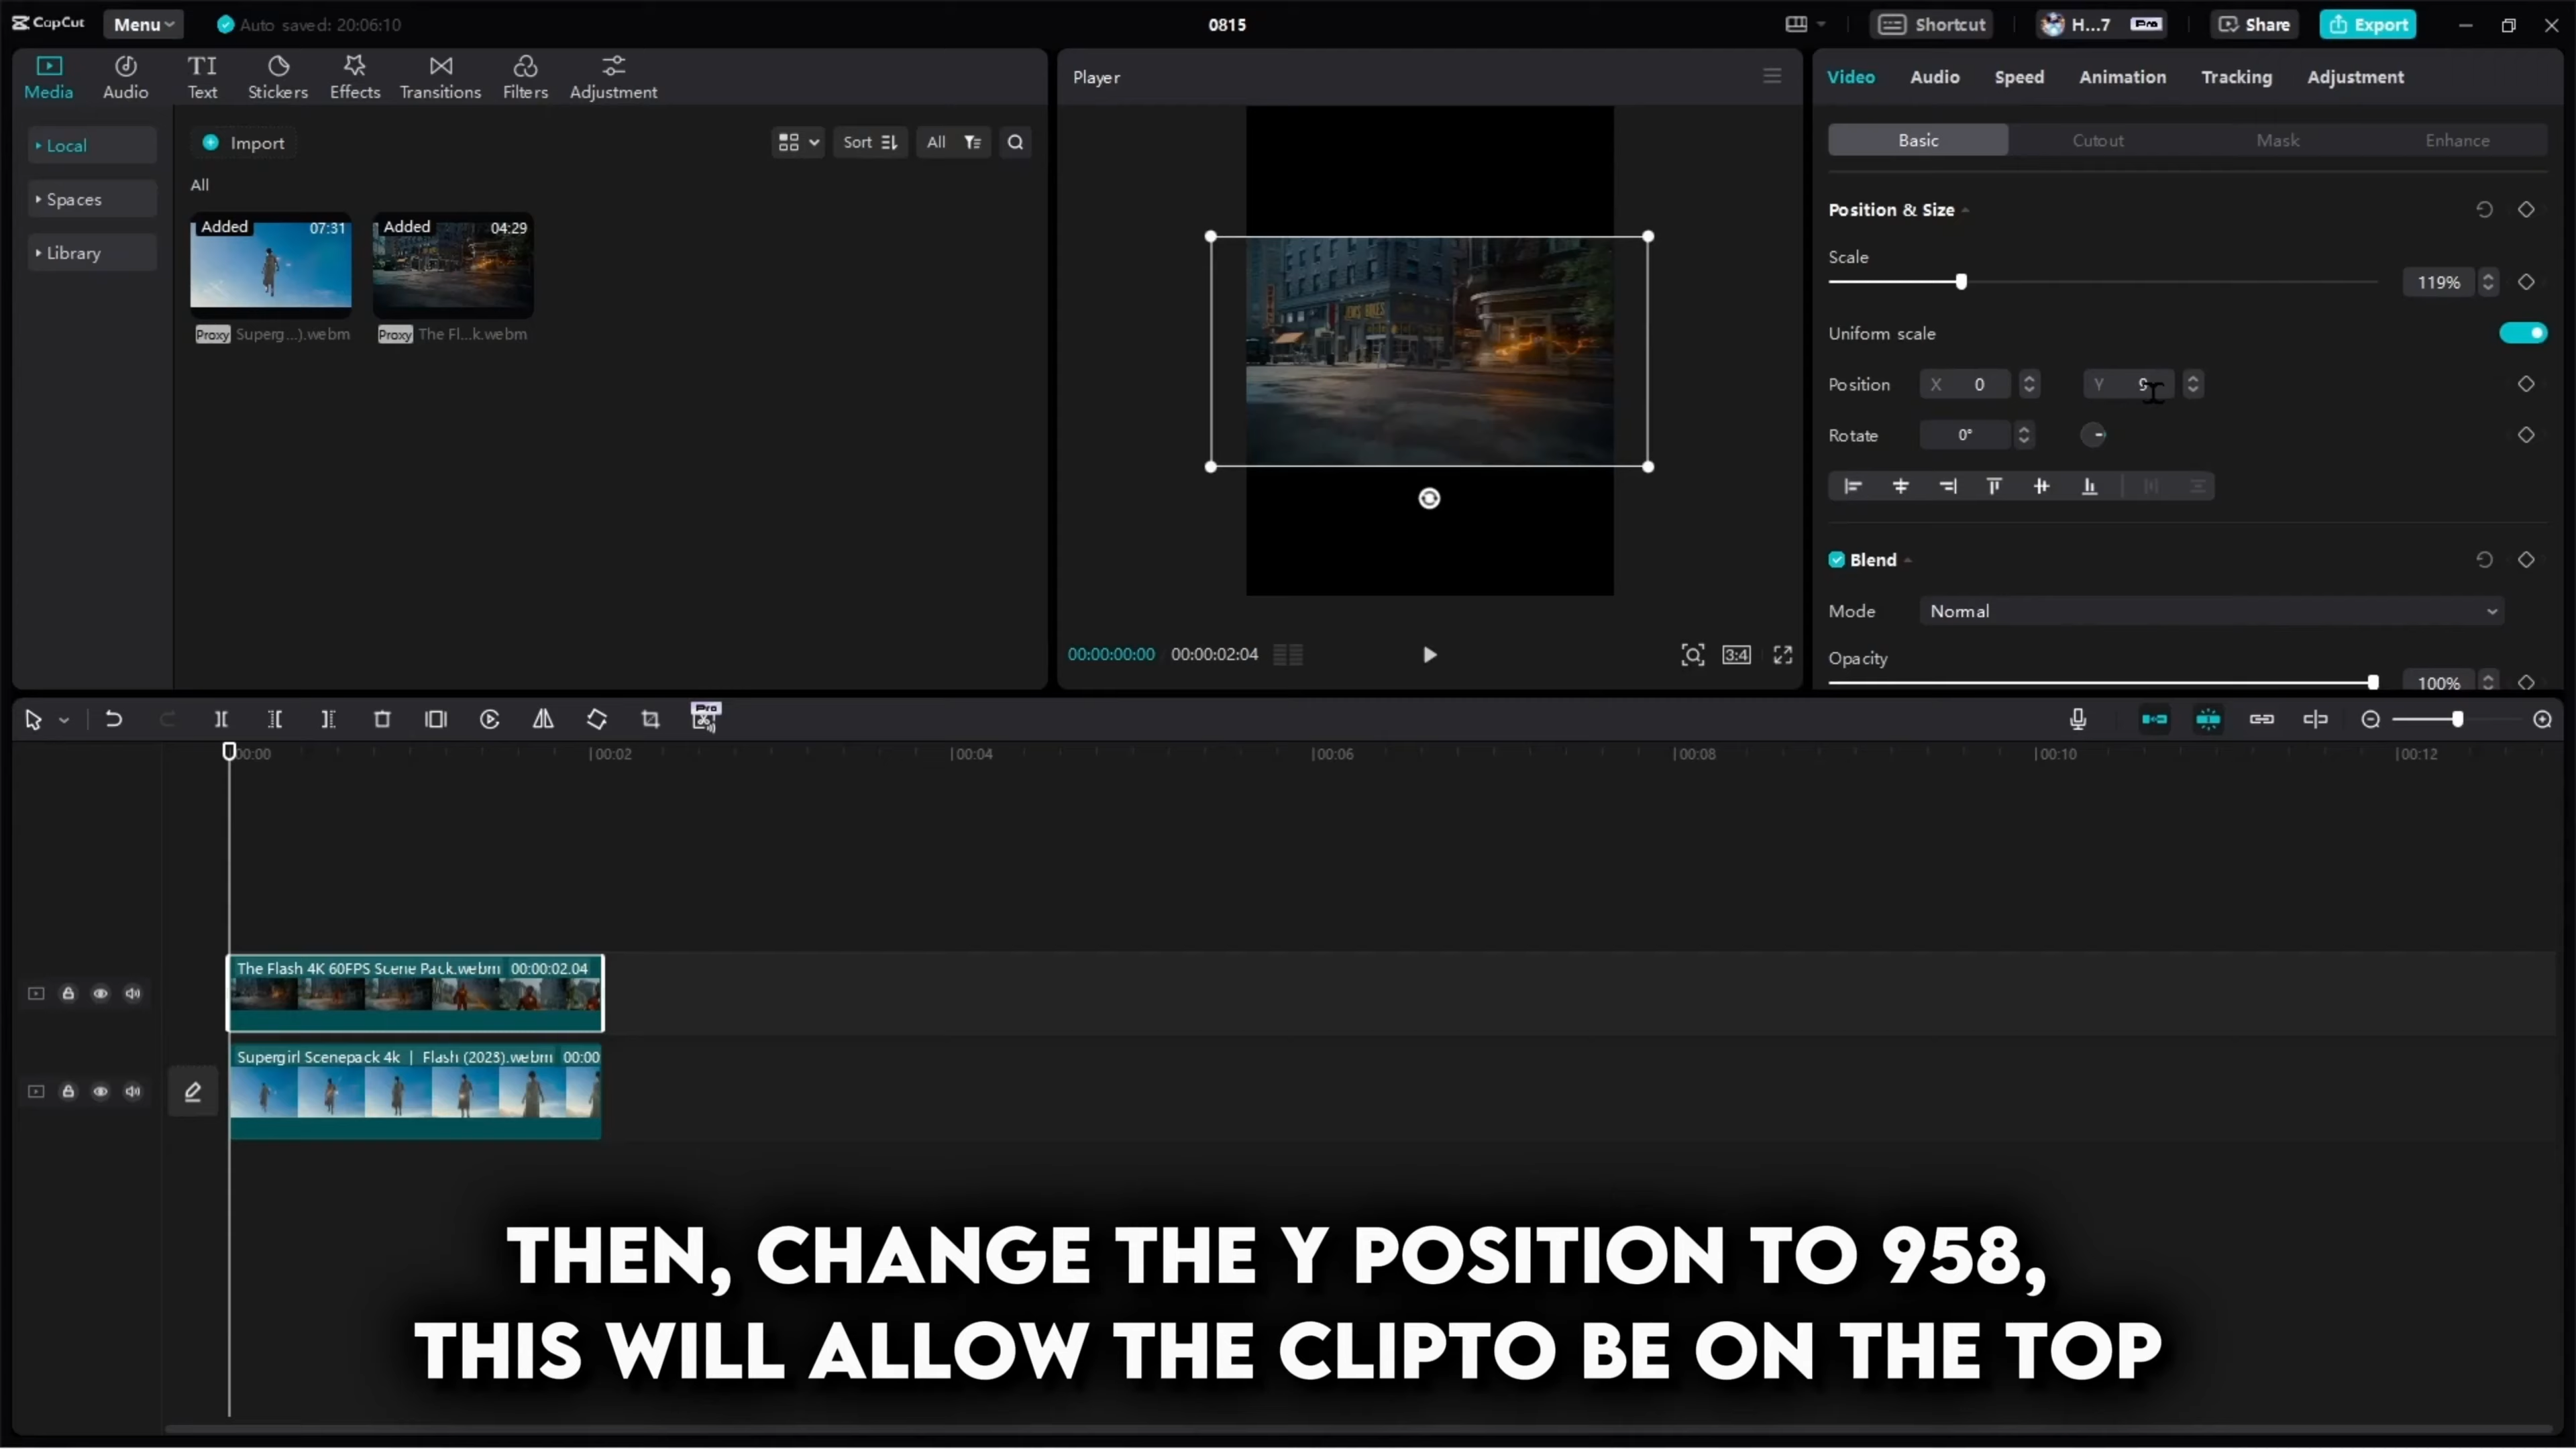 CapCut Menu Auto saved: 20:06:10 0815 Shortcut H...7 Pro Share Export
Media Audio Text Stickers Effects Transitions Filters Adjustment
Local
Spaces
Library
Import Sort All
All
Added 07:31
Added 04:29
Proxy Superg...).webm
Proxy The Fl...k.webm
Player
JEMS BIKES
00:00:00:00 00:00:02:04 3:4
Video Audio Speed Animation Tracking Adjustment
Basic Cutout Mask Enhance
Position & Size
Scale
119%
Uniform scale
Position X 0 Y 9
Rotate 0°
Blend
Mode Normal
Opacity
100%
Pro
00:00 00:02 00:04 00:06 00:08 00:10 00:12
The Flash 4K 60FPS Scene Pack.webm 00:00:02:04
Supergirl Scenepack 4k | Flash (2023).webm 00:00
THEN, CHANGE THE Y POSITION TO 958,
THIS WILL ALLOW THE CLIPTO BE ON THE TOP